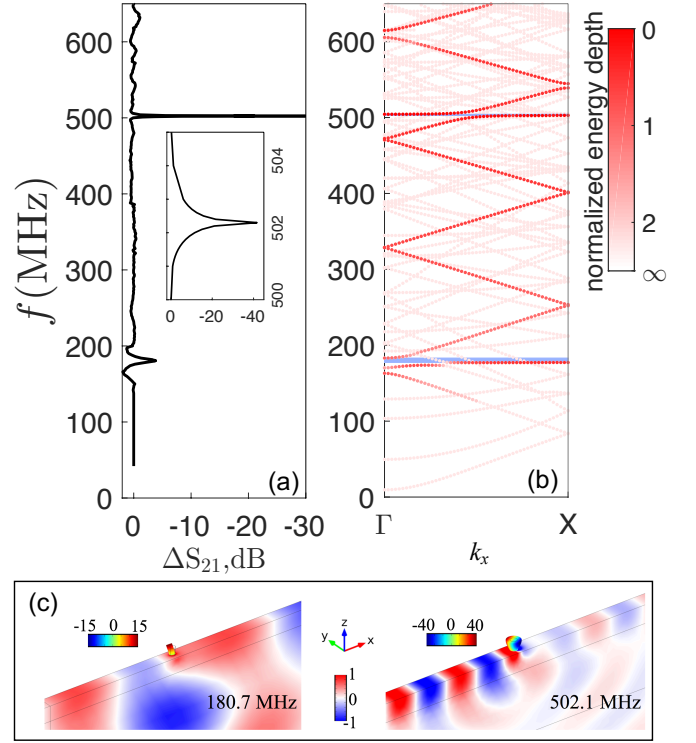 f (MHz)
600
500
400
300
200
100
0
0 -10 -20 -30
ΔS21,dB
(a)
504
502
500
0 -20 -40
600
500
400
300
200
100
0
Γ X
kx
(b)
0
1
2
∞
normalized energy depth
(c)
-15 0 15
180.7 MHz
z
y x
1
0
-1
-40 0 40
502.1 MHz